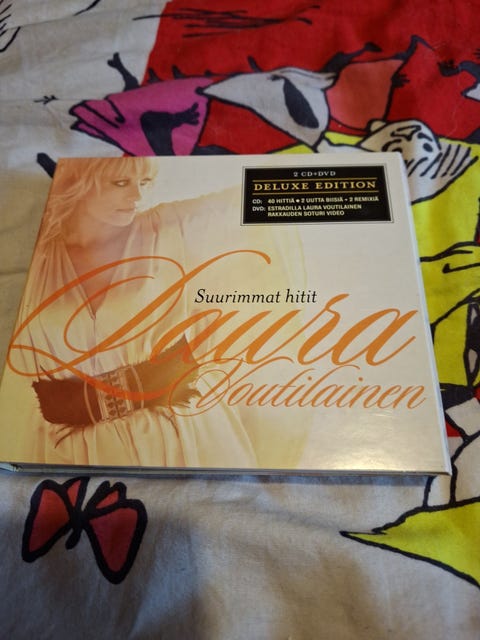 2 CD+DVD
DELUXE EDITION
CD: 40 HITTIÄ • 2 UUTTA BIISIÄ • 2 REMIXIÄ
DVD: ESTRADILLA LAURA VOUTILAINEN
RAKKAUDEN SOTURI VIDEO
Suurimmat hitit
Laura
Voutilainen